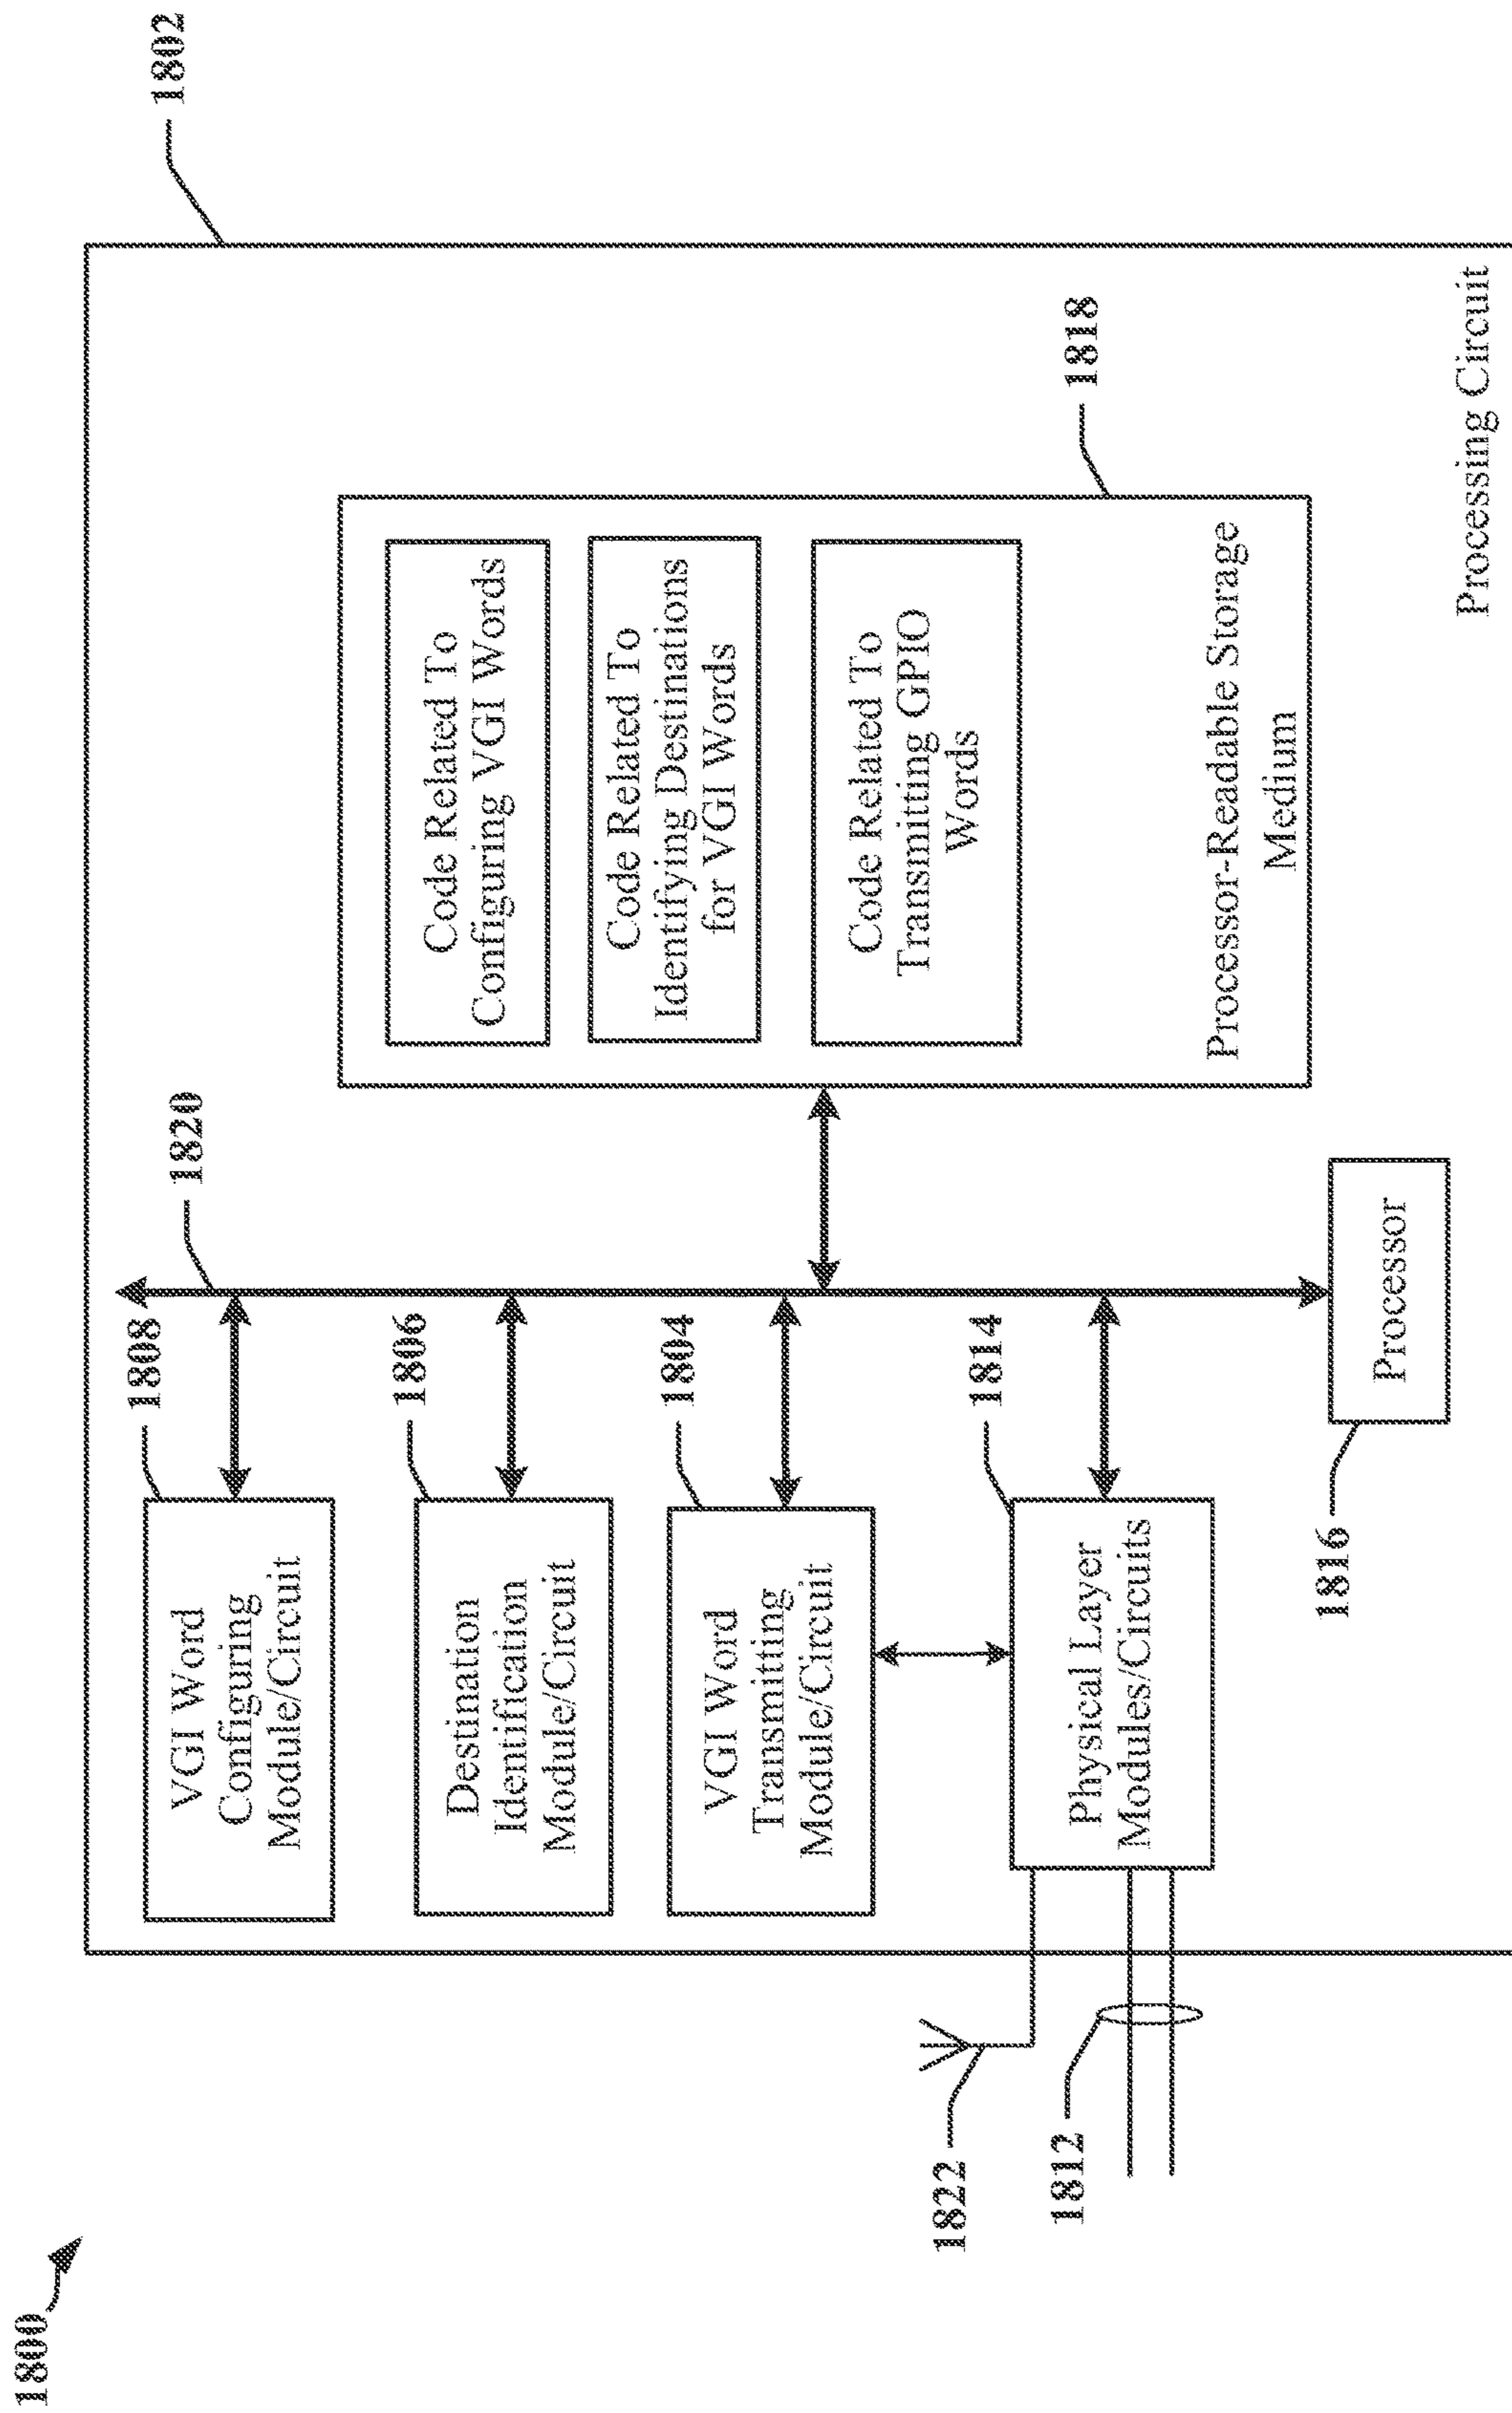 1800
1802
1820
1808
VGI Word
Configuring
Module/Circuit
1806
Destination
Identification
Module/Circuit
1804
VGI Word
Transmitting
Module/Circuit
1814
Physical Layer
Modules/Circuits
1822
1812
1816
Processor
1818
Code Related To
Configuring VGI Words
Code Related To
Identifying Destinations
for VGI Words
Code Related To
Transmitting GPIO
Words
Processor-Readable Storage
Medium
Processing Circuit